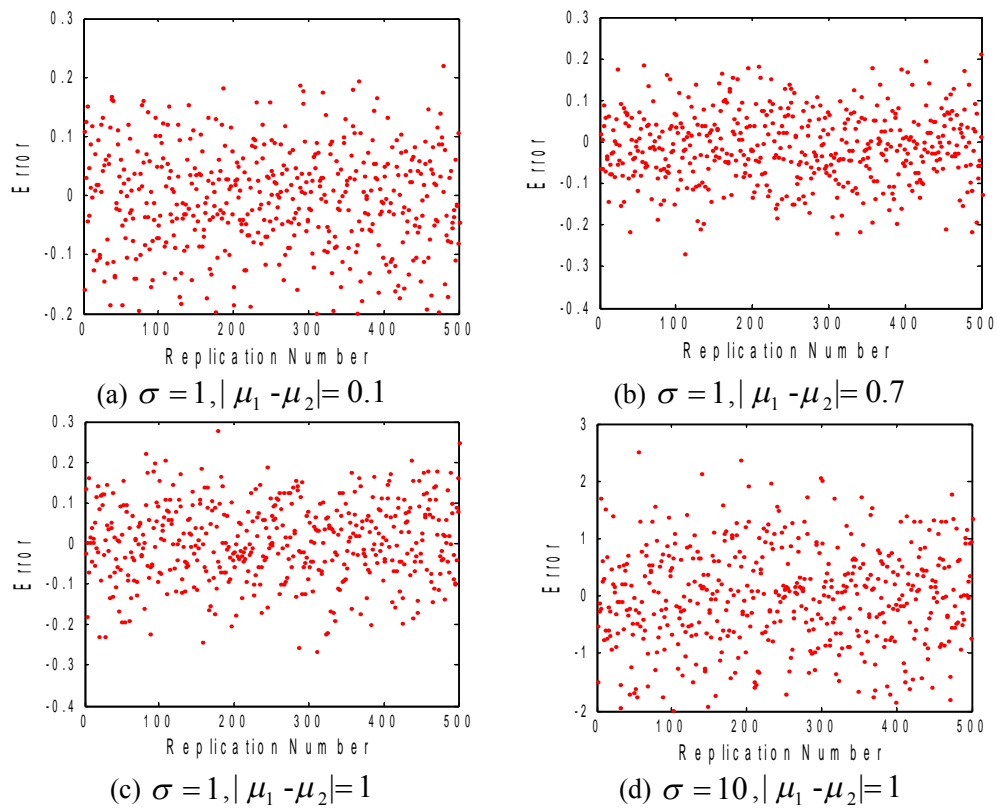 0.3
0.2
0.1
0
-0.1
-0.2
Error
0 100 200 300 400 500
Replication Number
(a) σ = 1,| μ₁ -μ₂|= 0.1
0.3
0.2
0.1
0
-0.1
-0.2
-0.3
-0.4
Error
0 100 200 300 400 500
Replication Number
(b) σ = 1,| μ₁ -μ₂|= 0.7
0.3
0.2
0.1
0
-0.1
-0.2
-0.3
-0.4
Error
0 100 200 300 400 500
Replication Number
(c) σ = 1,| μ₁ -μ₂|= 1
3
2
1
0
-1
-2
Error
0 100 200 300 400 500
Replication Number
(d) σ = 10,| μ₁ -μ₂|= 1